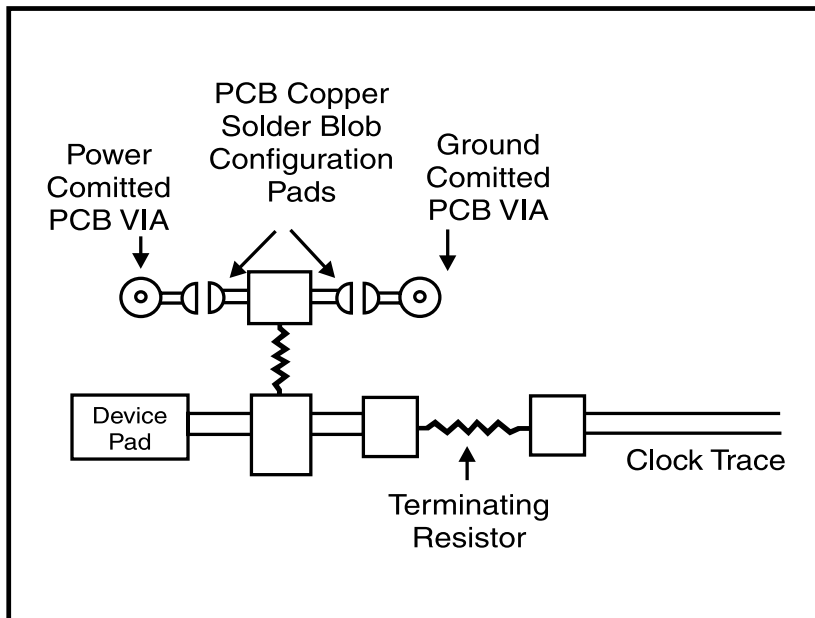 PCB Copper
Solder Blob
Configuration
Pads
Power
Comitted
PCB VIA
Ground
Comitted
PCB VIA
Device
Pad
Clock Trace
Terminating
Resistor